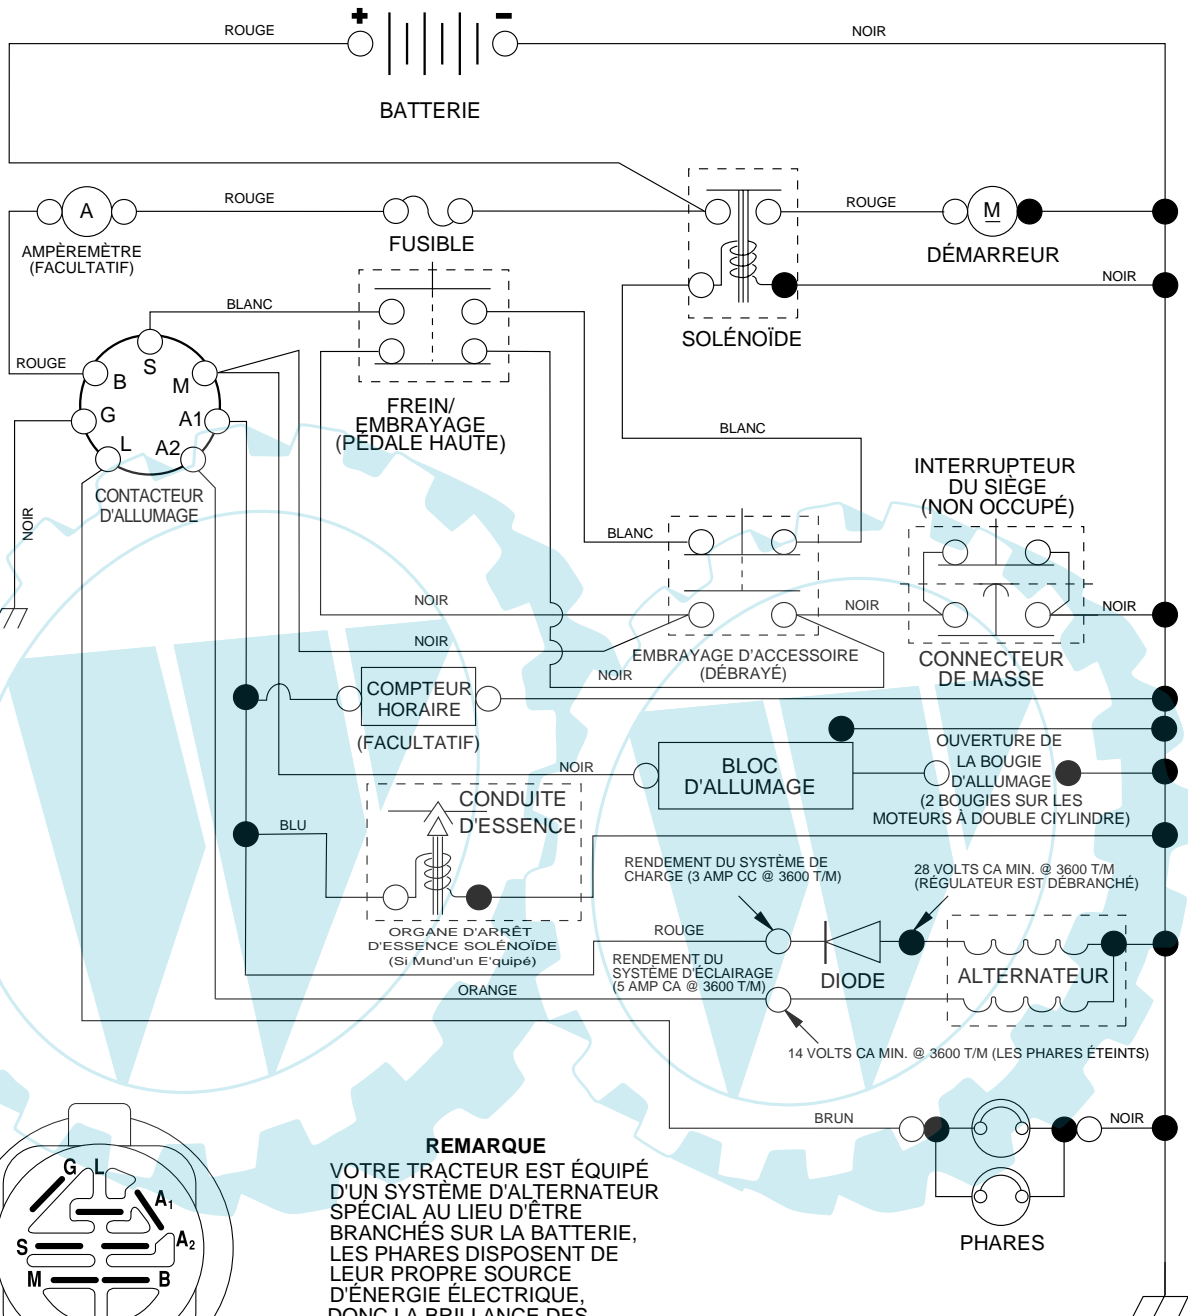 + -
ROUGE
NOIR
BATTERIE
ROUGE
A
AMPÈREMÈTRE
(FACULTATIF)
FUSIBLE
ROUGE
M
DÉMARREUR
NOIR
SOLÉNOÏDE
BLANC
ROUGE
S
B
M
G
A1
L
A2
CONTACTEUR
D'ALLUMAGE
NOIR
FREIN/
EMBRAYAGE
(PÉDALE HAUTE)
BLANC
INTERRUPTEUR
DU SIÈGE
(NON OCCUPÉ)
BLANC
NOIR
NOIR
NOIR
NOIR
NOIR
EMBRAYAGE D'ACCESSOIRE
(DÉBRAYÉ)
CONNECTEUR
DE MASSE
COMPTEUR
HORAIRE
(FACULTATIF)
NOIR
BLOC
D'ALLUMAGE
OUVERTURE DE
LA BOUGIE
D'ALLUMAGE
(2 BOUGIES SUR LES
MOTEURS À DOUBLE CIYLINDRE)
BLU
CONDUITE
D'ESSENCE
ORGANE D'ARRÊT
D'ESSENCE SOLÉNOÏDE
(Si Mund'un E'quipé)
RENDEMENT DU SYSTÈME DE
CHARGE (3 AMP CC @ 3600 T/M)
28 VOLTS CA MIN. @ 3600 T/M
(RÉGULATEUR EST DÉBRANCHÉ)
ROUGE
RENDEMENT DU
SYSTÈME D'ÉCLAIRAGE
(5 AMP CA @ 3600 T/M)
DIODE
ALTERNATEUR
ORANGE
14 VOLTS CA MIN. @ 3600 T/M (LES PHARES ÉTEINTS)
BRUN
NOIR
PHARES
G L
A1
A2
S
M
B
REMARQUE
VOTRE TRACTEUR EST ÉQUIPÉ
D'UN SYSTÈME D'ALTERNATEUR
SPÉCIAL AU LIEU D'ÊTRE
BRANCHÉS SUR LA BATTERIE,
LES PHARES DISPOSENT DE
LEUR PROPRE SOURCE
D'ÉNERGIE ÉLECTRIQUE,
DONC LA BRILLANCE DES